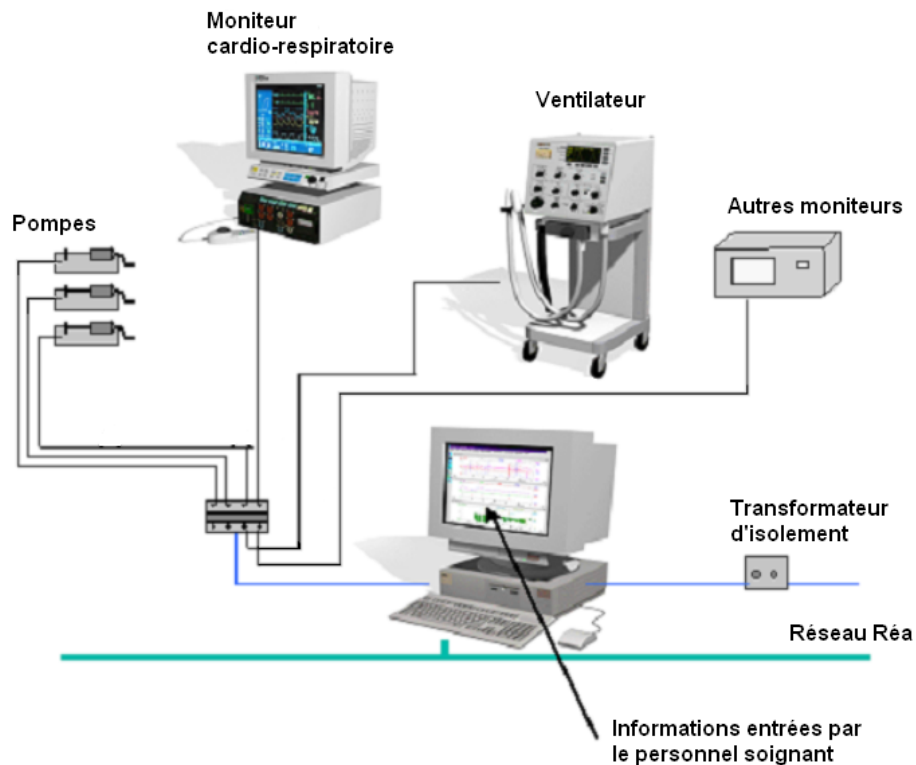 Moniteur
cardio-respiratoire
Ventilateur
Autres moniteurs
Pompes
Transformateur
d'isolement
Réseau Réa
Informations entrées par
le personnel soignant